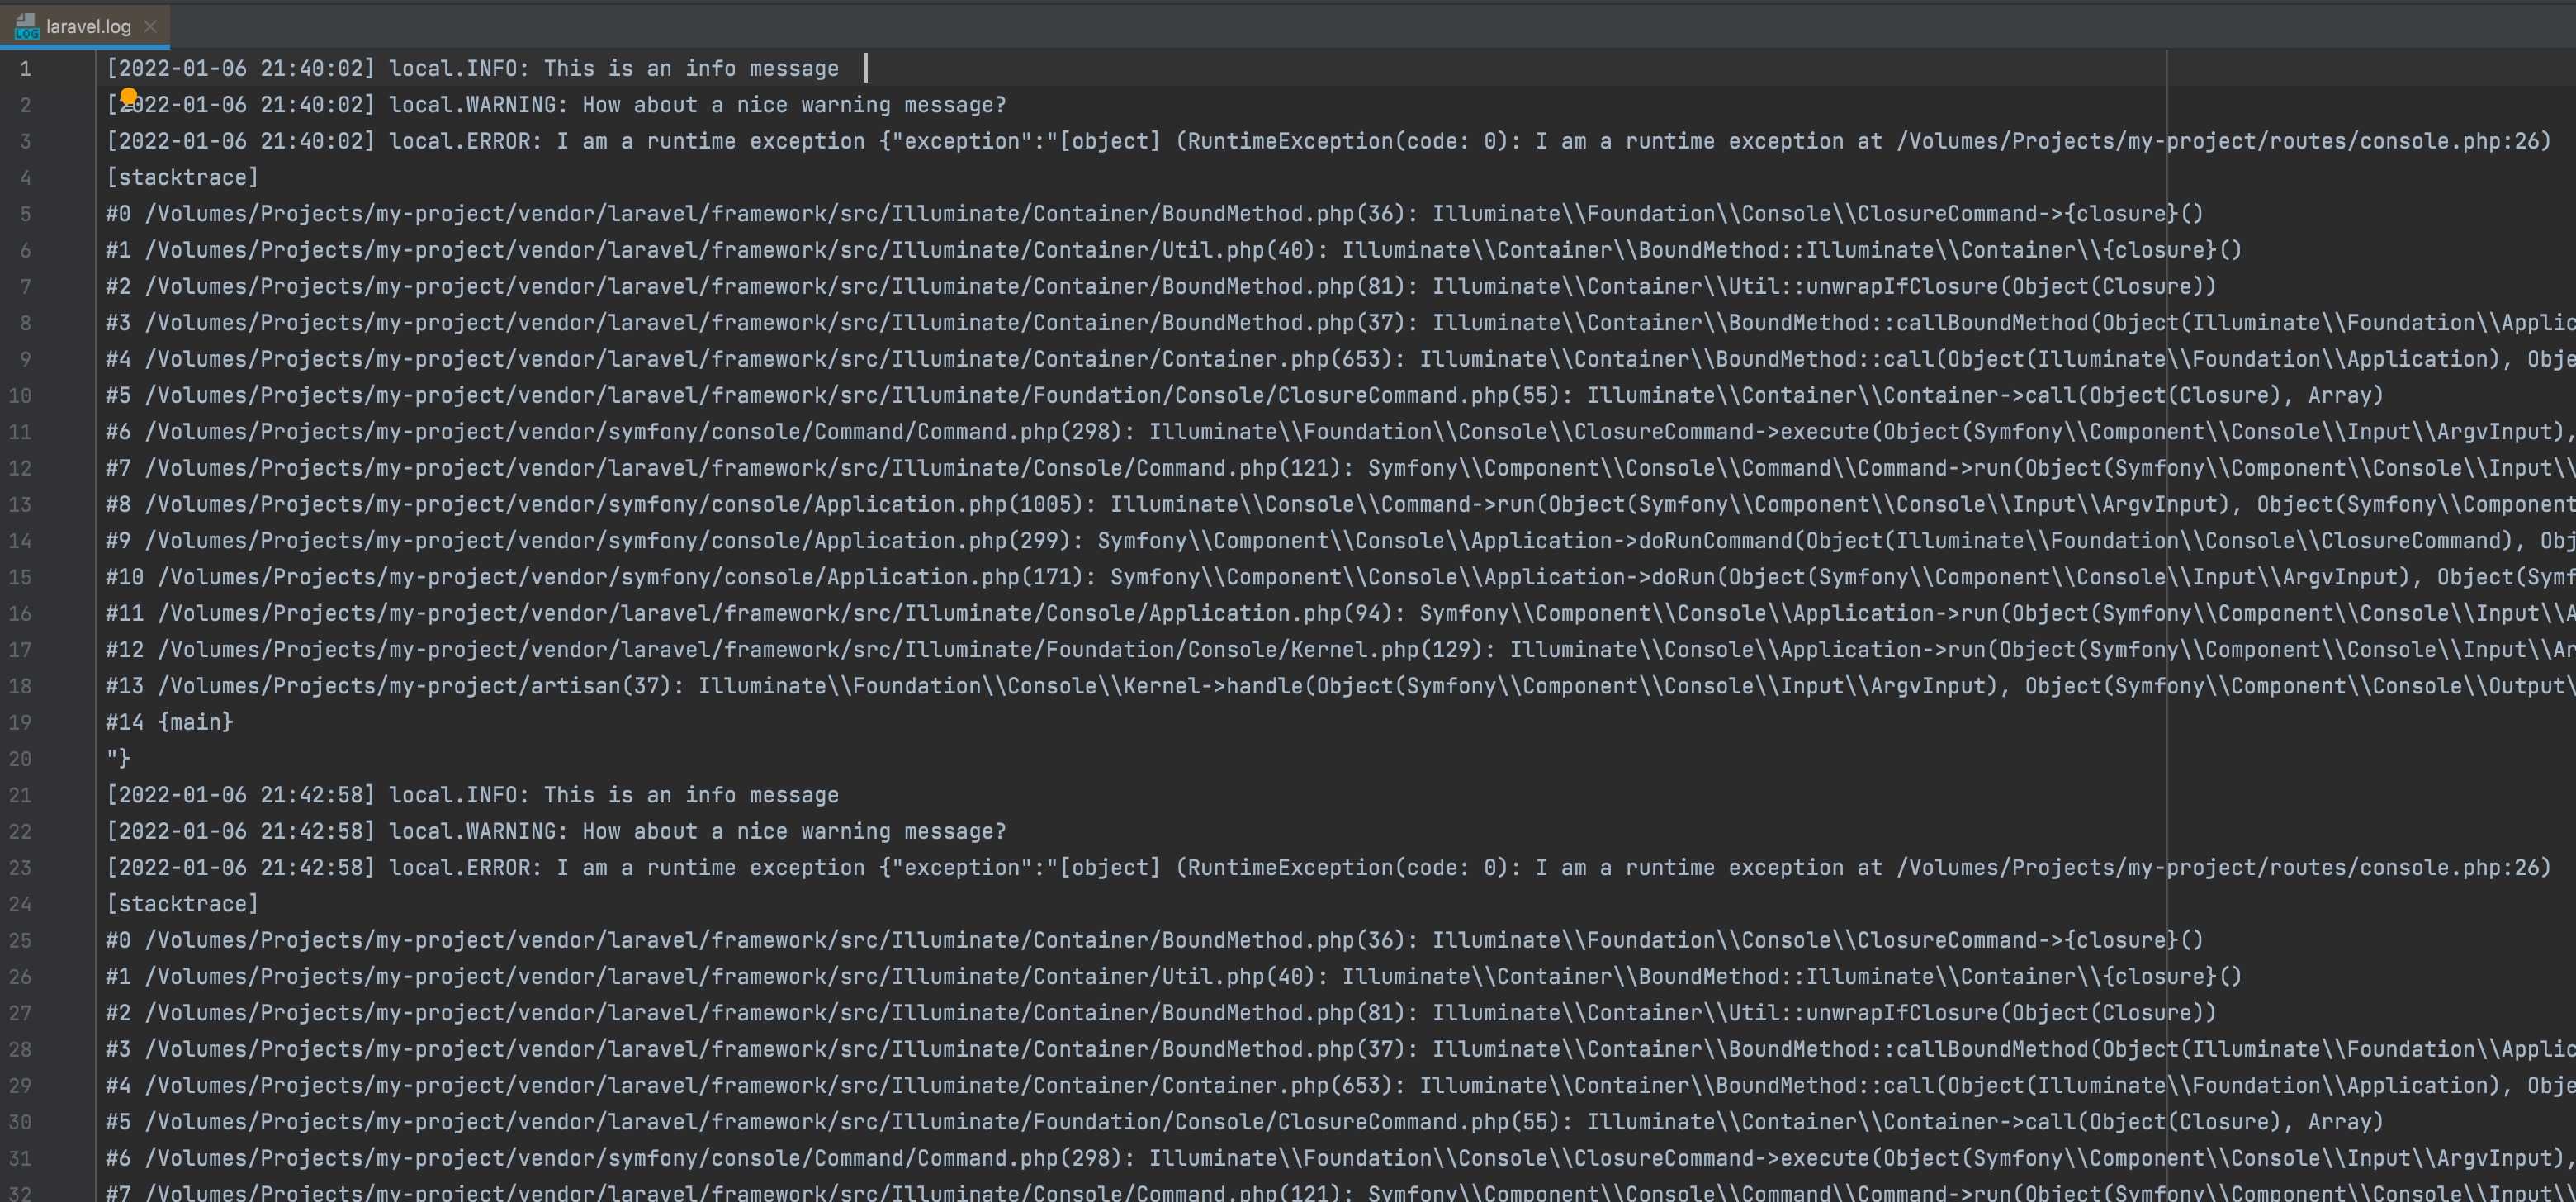 LOG laravel.log
1 [2022-01-06 21:40:02] local.INFO: This is an info message
2 [2022-01-06 21:40:02] local.WARNING: How about a nice warning message?
3 [2022-01-06 21:40:02] local.ERROR: I am a runtime exception {"exception":"[object] (RuntimeException(code: 0): I am a runtime exception at /Volumes/Projects/my-project/routes/console.php:26)
4 [stacktrace]
5 #0 /Volumes/Projects/my-project/vendor/laravel/framework/src/Illuminate/Container/BoundMethod.php(36): Illuminate\\Foundation\\Console\\ClosureCommand->{closure}()
6 #1 /Volumes/Projects/my-project/vendor/laravel/framework/src/Illuminate/Container/Util.php(40): Illuminate\\Container\\BoundMethod::Illuminate\\Container\\{closure}()
7 #2 /Volumes/Projects/my-project/vendor/laravel/framework/src/Illuminate/Container/BoundMethod.php(81): Illuminate\\Container\\Util::unwrapIfClosure(Object(Closure))
8 #3 /Volumes/Projects/my-project/vendor/laravel/framework/src/Illuminate/Container/BoundMethod.php(37): Illuminate\\Container\\BoundMethod::callBoundMethod(Object(Illuminate\\Foundation\\Applic
9 #4 /Volumes/Projects/my-project/vendor/laravel/framework/src/Illuminate/Container/Container.php(653): Illuminate\\Container\\BoundMethod::call(Object(Illuminate\\Foundation\\Application), Obje
10 #5 /Volumes/Projects/my-project/vendor/laravel/framework/src/Illuminate/Foundation/Console/ClosureCommand.php(55): Illuminate\\Container\\Container->call(Object(Closure), Array)
11 #6 /Volumes/Projects/my-project/vendor/symfony/console/Command/Command.php(298): Illuminate\\Foundation\\Console\\ClosureCommand->execute(Object(Symfony\\Component\\Console\\Input\\ArgvInput),
12 #7 /Volumes/Projects/my-project/vendor/laravel/framework/src/Illuminate/Console/Command.php(121): Symfony\\Component\\Console\\Command\\Command->run(Object(Symfony\\Component\\Console\\Input\\
13 #8 /Volumes/Projects/my-project/vendor/symfony/console/Application.php(1005): Illuminate\\Console\\Command->run(Object(Symfony\\Component\\Console\\Input\\ArgvInput), Object(Symfony\\Component
14 #9 /Volumes/Projects/my-project/vendor/symfony/console/Application.php(299): Symfony\\Component\\Console\\Application->doRunCommand(Object(Illuminate\\Foundation\\Console\\ClosureCommand), Obj
15 #10 /Volumes/Projects/my-project/vendor/symfony/console/Application.php(171): Symfony\\Component\\Console\\Application->doRun(Object(Symfony\\Component\\Console\\Input\\ArgvInput), Object(Symf
16 #11 /Volumes/Projects/my-project/vendor/laravel/framework/src/Illuminate/Console/Application.php(94): Symfony\\Component\\Console\\Application->run(Object(Symfony\\Component\\Console\\Input\\A
17 #12 /Volumes/Projects/my-project/vendor/laravel/framework/src/Illuminate/Foundation/Console/Kernel.php(129): Illuminate\\Console\\Application->run(Object(Symfony\\Component\\Console\\Input\\Ar
18 #13 /Volumes/Projects/my-project/artisan(37): Illuminate\\Foundation\\Console\\Kernel->handle(Object(Symfony\\Component\\Console\\Input\\ArgvInput), Object(Symfony\\Component\\Console\\Output\
19 #14 {main}
20 "}
21 [2022-01-06 21:42:58] local.INFO: This is an info message
22 [2022-01-06 21:42:58] local.WARNING: How about a nice warning message?
23 [2022-01-06 21:42:58] local.ERROR: I am a runtime exception {"exception":"[object] (RuntimeException(code: 0): I am a runtime exception at /Volumes/Projects/my-project/routes/console.php:26)
24 [stacktrace]
25 #0 /Volumes/Projects/my-project/vendor/laravel/framework/src/Illuminate/Container/BoundMethod.php(36): Illuminate\\Foundation\\Console\\ClosureCommand->{closure}()
26 #1 /Volumes/Projects/my-project/vendor/laravel/framework/src/Illuminate/Container/Util.php(40): Illuminate\\Container\\BoundMethod::Illuminate\\Container\\{closure}()
27 #2 /Volumes/Projects/my-project/vendor/laravel/framework/src/Illuminate/Container/BoundMethod.php(81): Illuminate\\Container\\Util::unwrapIfClosure(Object(Closure))
28 #3 /Volumes/Projects/my-project/vendor/laravel/framework/src/Illuminate/Container/BoundMethod.php(37): Illuminate\\Container\\BoundMethod::callBoundMethod(Object(Illuminate\\Foundation\\Applic
29 #4 /Volumes/Projects/my-project/vendor/laravel/framework/src/Illuminate/Container/Container.php(653): Illuminate\\Container\\BoundMethod::call(Object(Illuminate\\Foundation\\Application), Obje
30 #5 /Volumes/Projects/my-project/vendor/laravel/framework/src/Illuminate/Foundation/Console/ClosureCommand.php(55): Illuminate\\Container\\Container->call(Object(Closure), Array)
31 #6 /Volumes/Projects/my-project/vendor/symfony/console/Command/Command.php(298): Illuminate\\Foundation\\Console\\ClosureCommand->execute(Object(Symfony\\Component\\Console\\Input\\ArgvInput),
32 #7 /Volumes/Projects/my-project/vendor/laravel/framework/src/Illuminate/Console/Command.php(121): Symfony\\Component\\Console\\Command\\Command->run(Object(Symfony\\Component\\Console\\Input\\